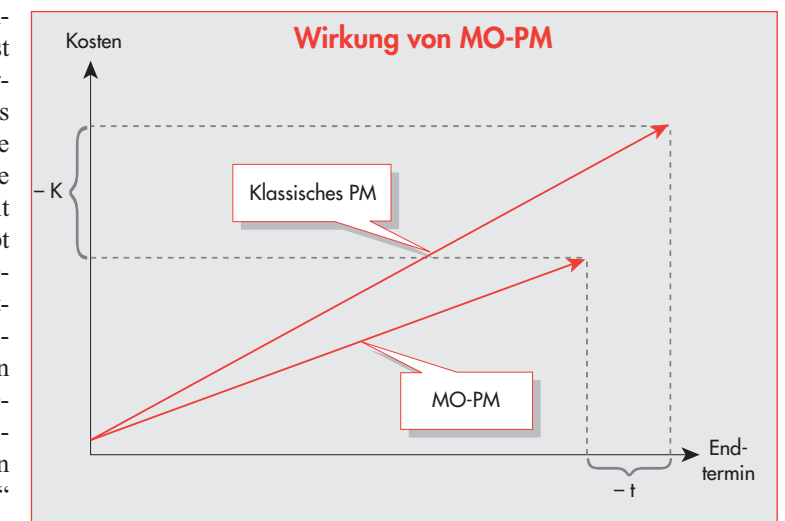 Wirkung von MO-PM
Kosten
– K
Klassisches PM
MO-PM
End-
termin
– t